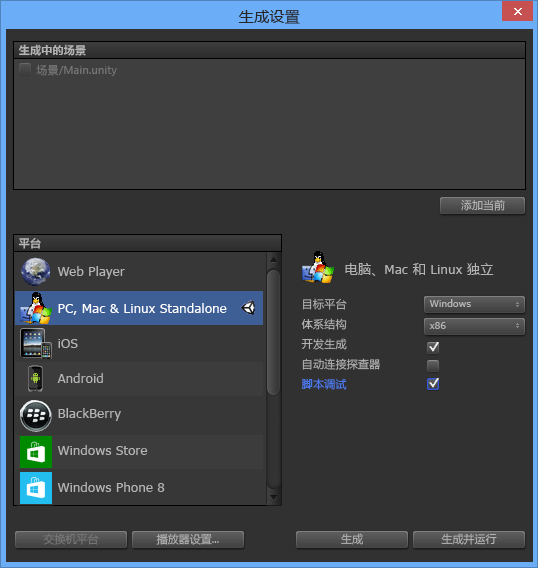 生成设置
生成中的场景
场景/Main.unity
添加当前
平台
Web Player
PC, Mac & Linux Standalone
iOS
Android
BlackBerry
Windows Store
Windows Phone 8
电脑、Mac 和 Linux 独立
目标平台 Windows
体系结构 x86
开发生成
自动连接探查器
脚本调试
交换机平台 播放器设置... 生成 生成并运行